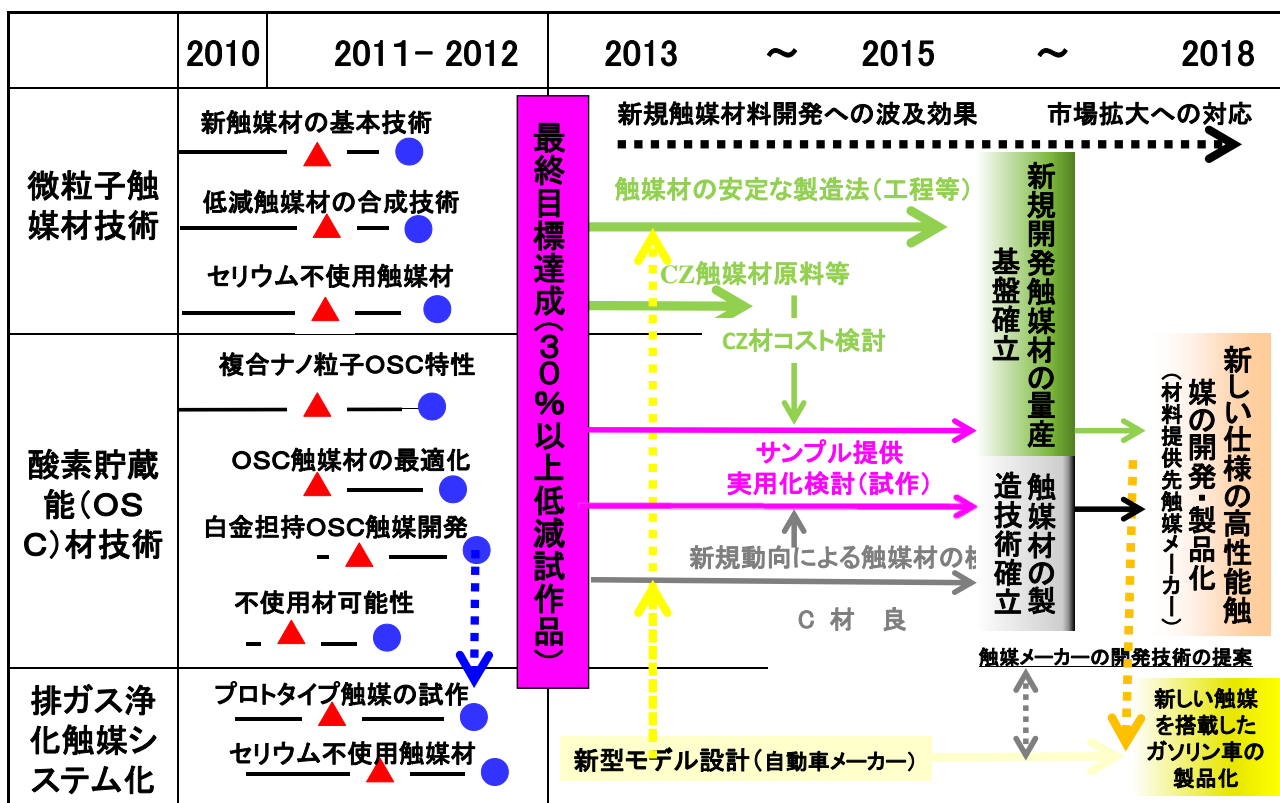 2010
2011－2012
2013 ～ 2015 ～ 2018
微粒子触
媒材技術
新触媒材の基本技術
低減触媒材の合成技術
セリウム不使用触媒材
酸素貯蔵
能(OS
C)材技術
複合ナノ粒子OSC特性
OSC触媒材の最適化
白金担持OSC触媒開発
不使用材可能性
排ガス浄
化触媒シ
ステム化
プロトタイプ触媒の試作
セリウム不使用触媒材
最終目標達成(30%以上低減試作品)
新規触媒材料開発への波及効果
市場拡大への対応
触媒材の安定な製造法(工程等)
CZ触媒材原料等
CZ材コスト検討
サンプル提供
実用化検討(試作)
新規動向による触媒材の
C 材 良
新規開発触媒材の量産
基盤確立
触媒材の製
造技術確立
新しい仕様の高性能触
媒の開発・製品化
(材料提供先触媒メーカー)
触媒メーカーの開発技術の提案
新型モデル設計(自動車メーカー)
新しい触媒
を搭載した
ガソリン車の
製品化